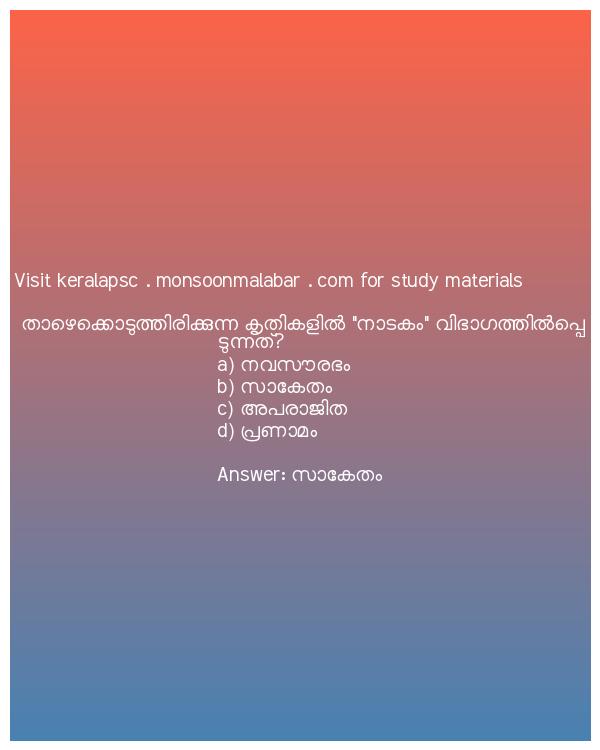 Visit keralapsc . monsoonmalabar . com for study materials
താഴെക്കൊടുത്തിരിക്കുന്ന കൃതികളിൽ "നാടകം" വിഭാഗത്തിൽപ്പെ
ടുന്നത്?
a) നവസൗരഭം
b) സാകേതം
c) അപരാജിത
d) പ്രണാമം
Answer: സാകേതം